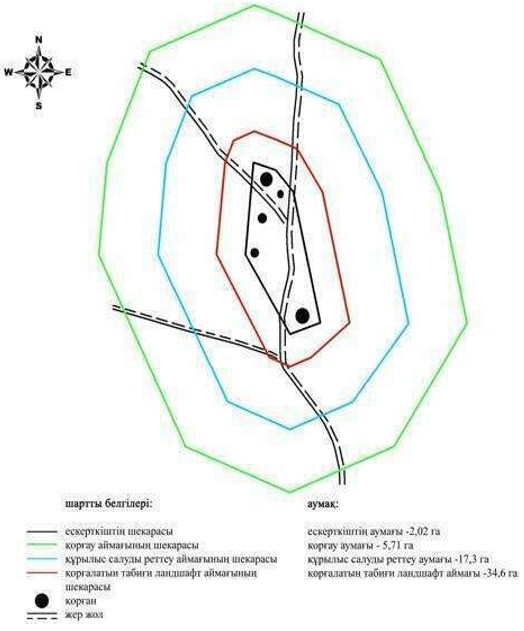 N
W E
S
шартты белгілері: аумақ:
ескерткіштің шекарасы ескерткіштің аумағы -2,02 га
қорғау аймағының шекарасы қорғау аумағы - 5,71 га
құрылыс салуды реттеу аймағының шекарасы құрылыс салуды реттеу аумағы -17,3 га
қорғалатын табиғи ландшафт аймағының қорғалатын табиғи ландшафт аймағы -34,6 га
шекарасы
қорған
жер жол